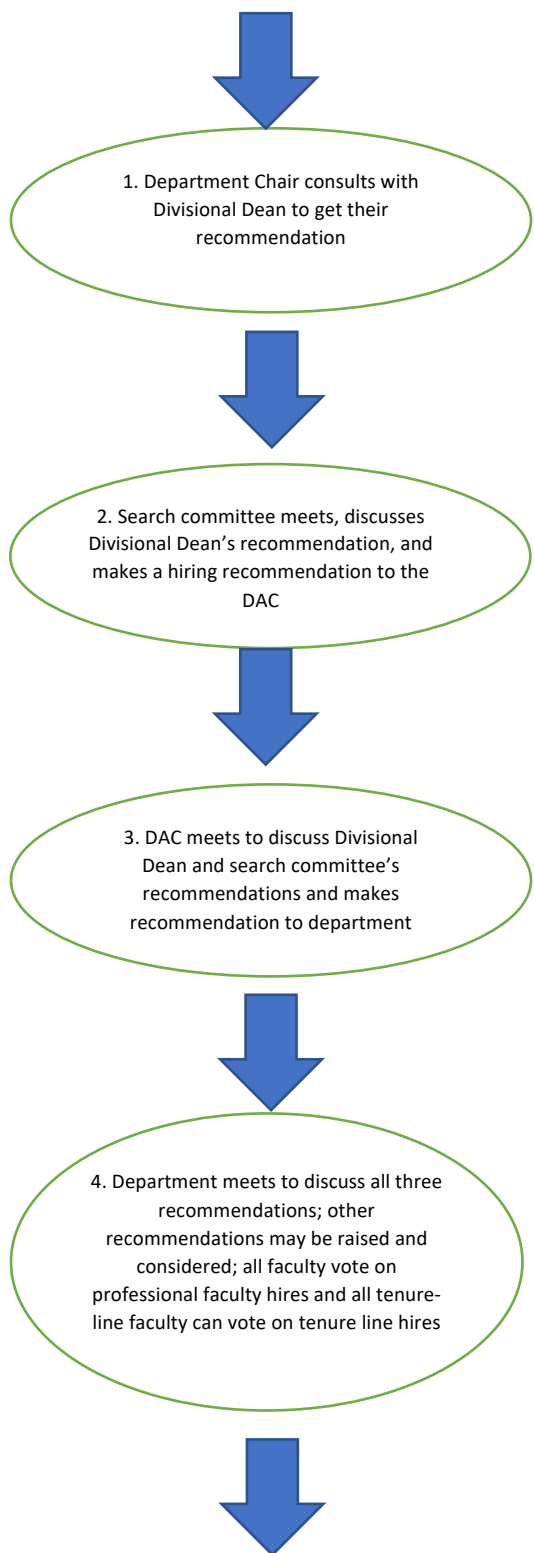 1. Department Chair consults with
Divisional Dean to get their
recommendation
2. Search committee meets, discusses
Divisional Dean’s recommendation, and
makes a hiring recommendation to the
DAC
3. DAC meets to discuss Divisional
Dean and search committee’s
recommendations and makes
recommendation to department
4. Department meets to discuss all three
recommendations; other
recommendations may be raised and
considered; all faculty vote on
professional faculty hires and all tenure-
line faculty can vote on tenure line hires